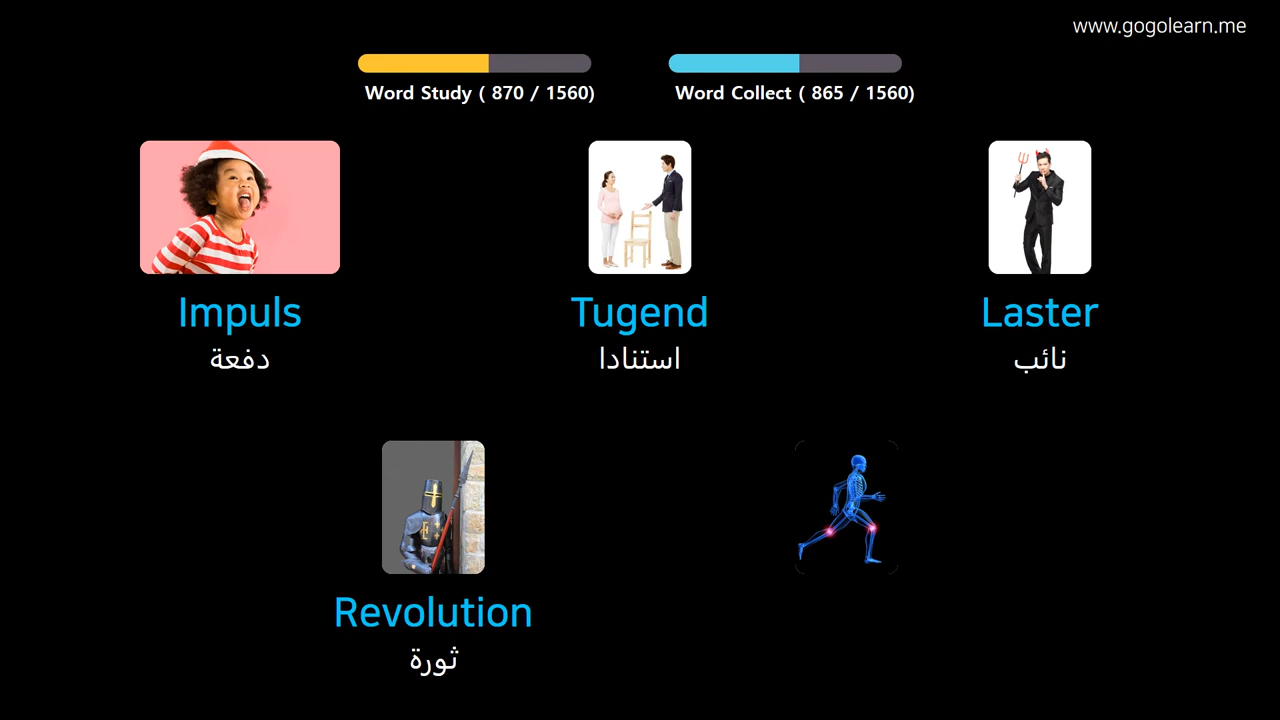 www.gogolearn.me
Word Study ( 870 / 1560)
Word Collect ( 865 / 1560)
Impuls
دفعة
Tugend
استنادا
Laster
نائب
Revolution
ثورة